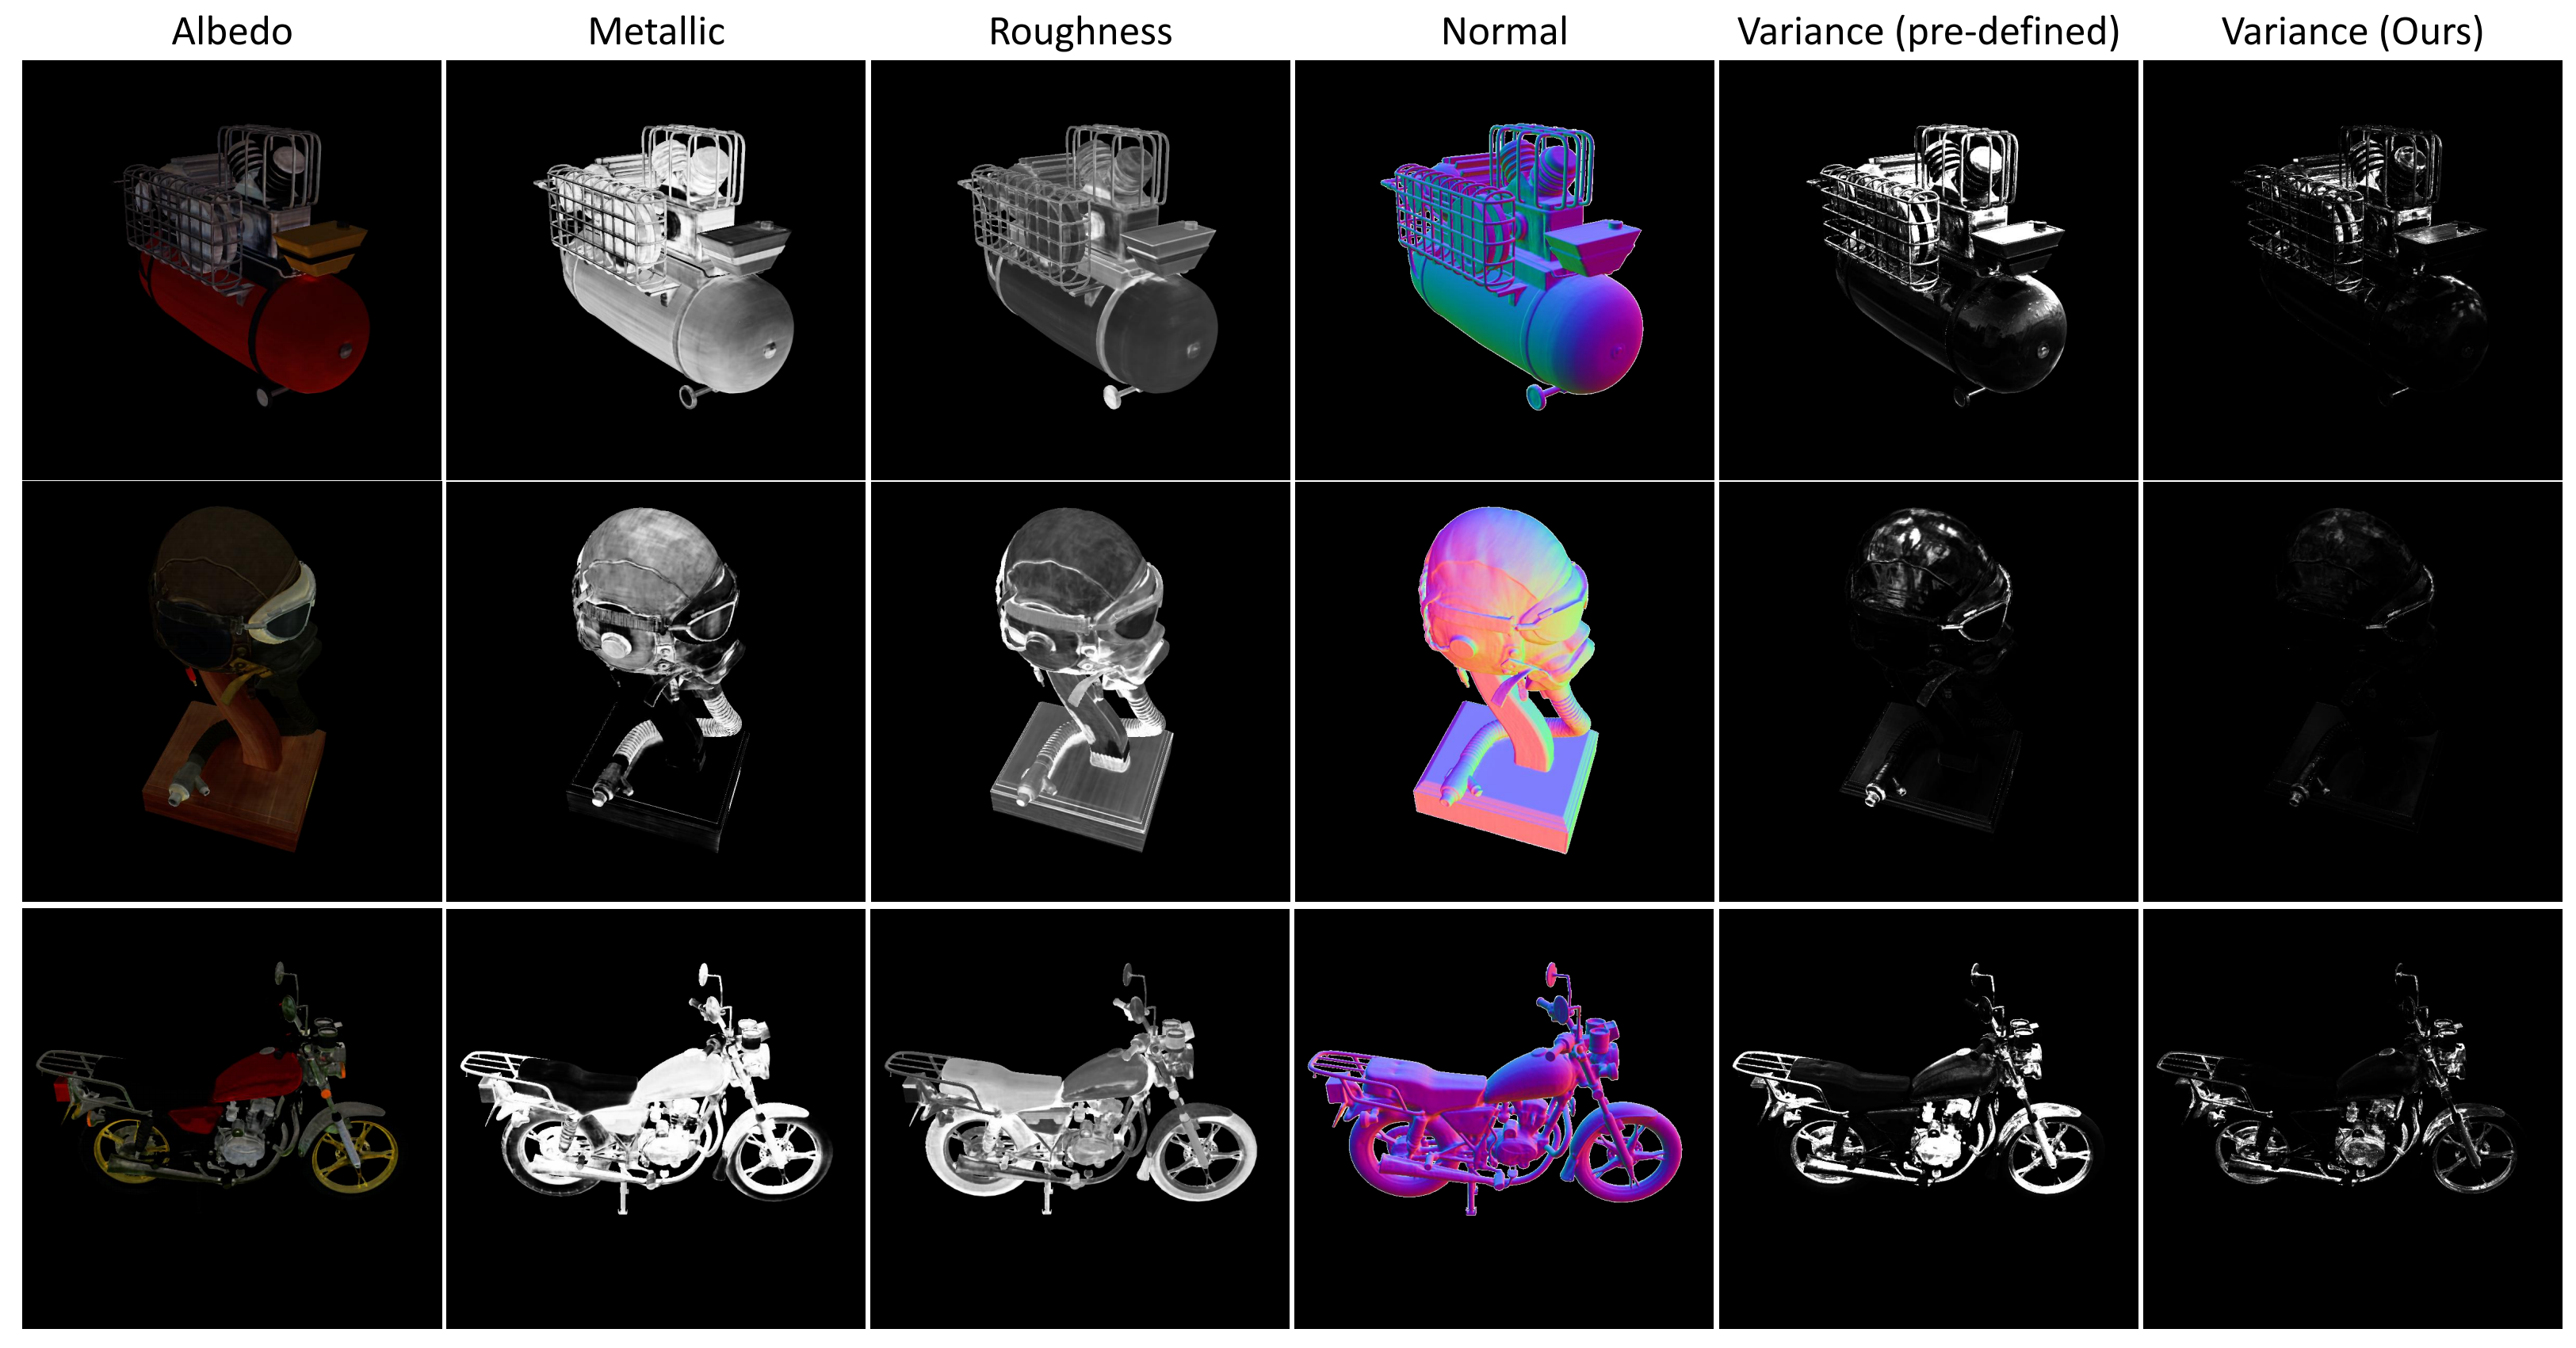 Albedo
Metallic
Roughness
Normal
Variance (pre-defined)
Variance (Ours)